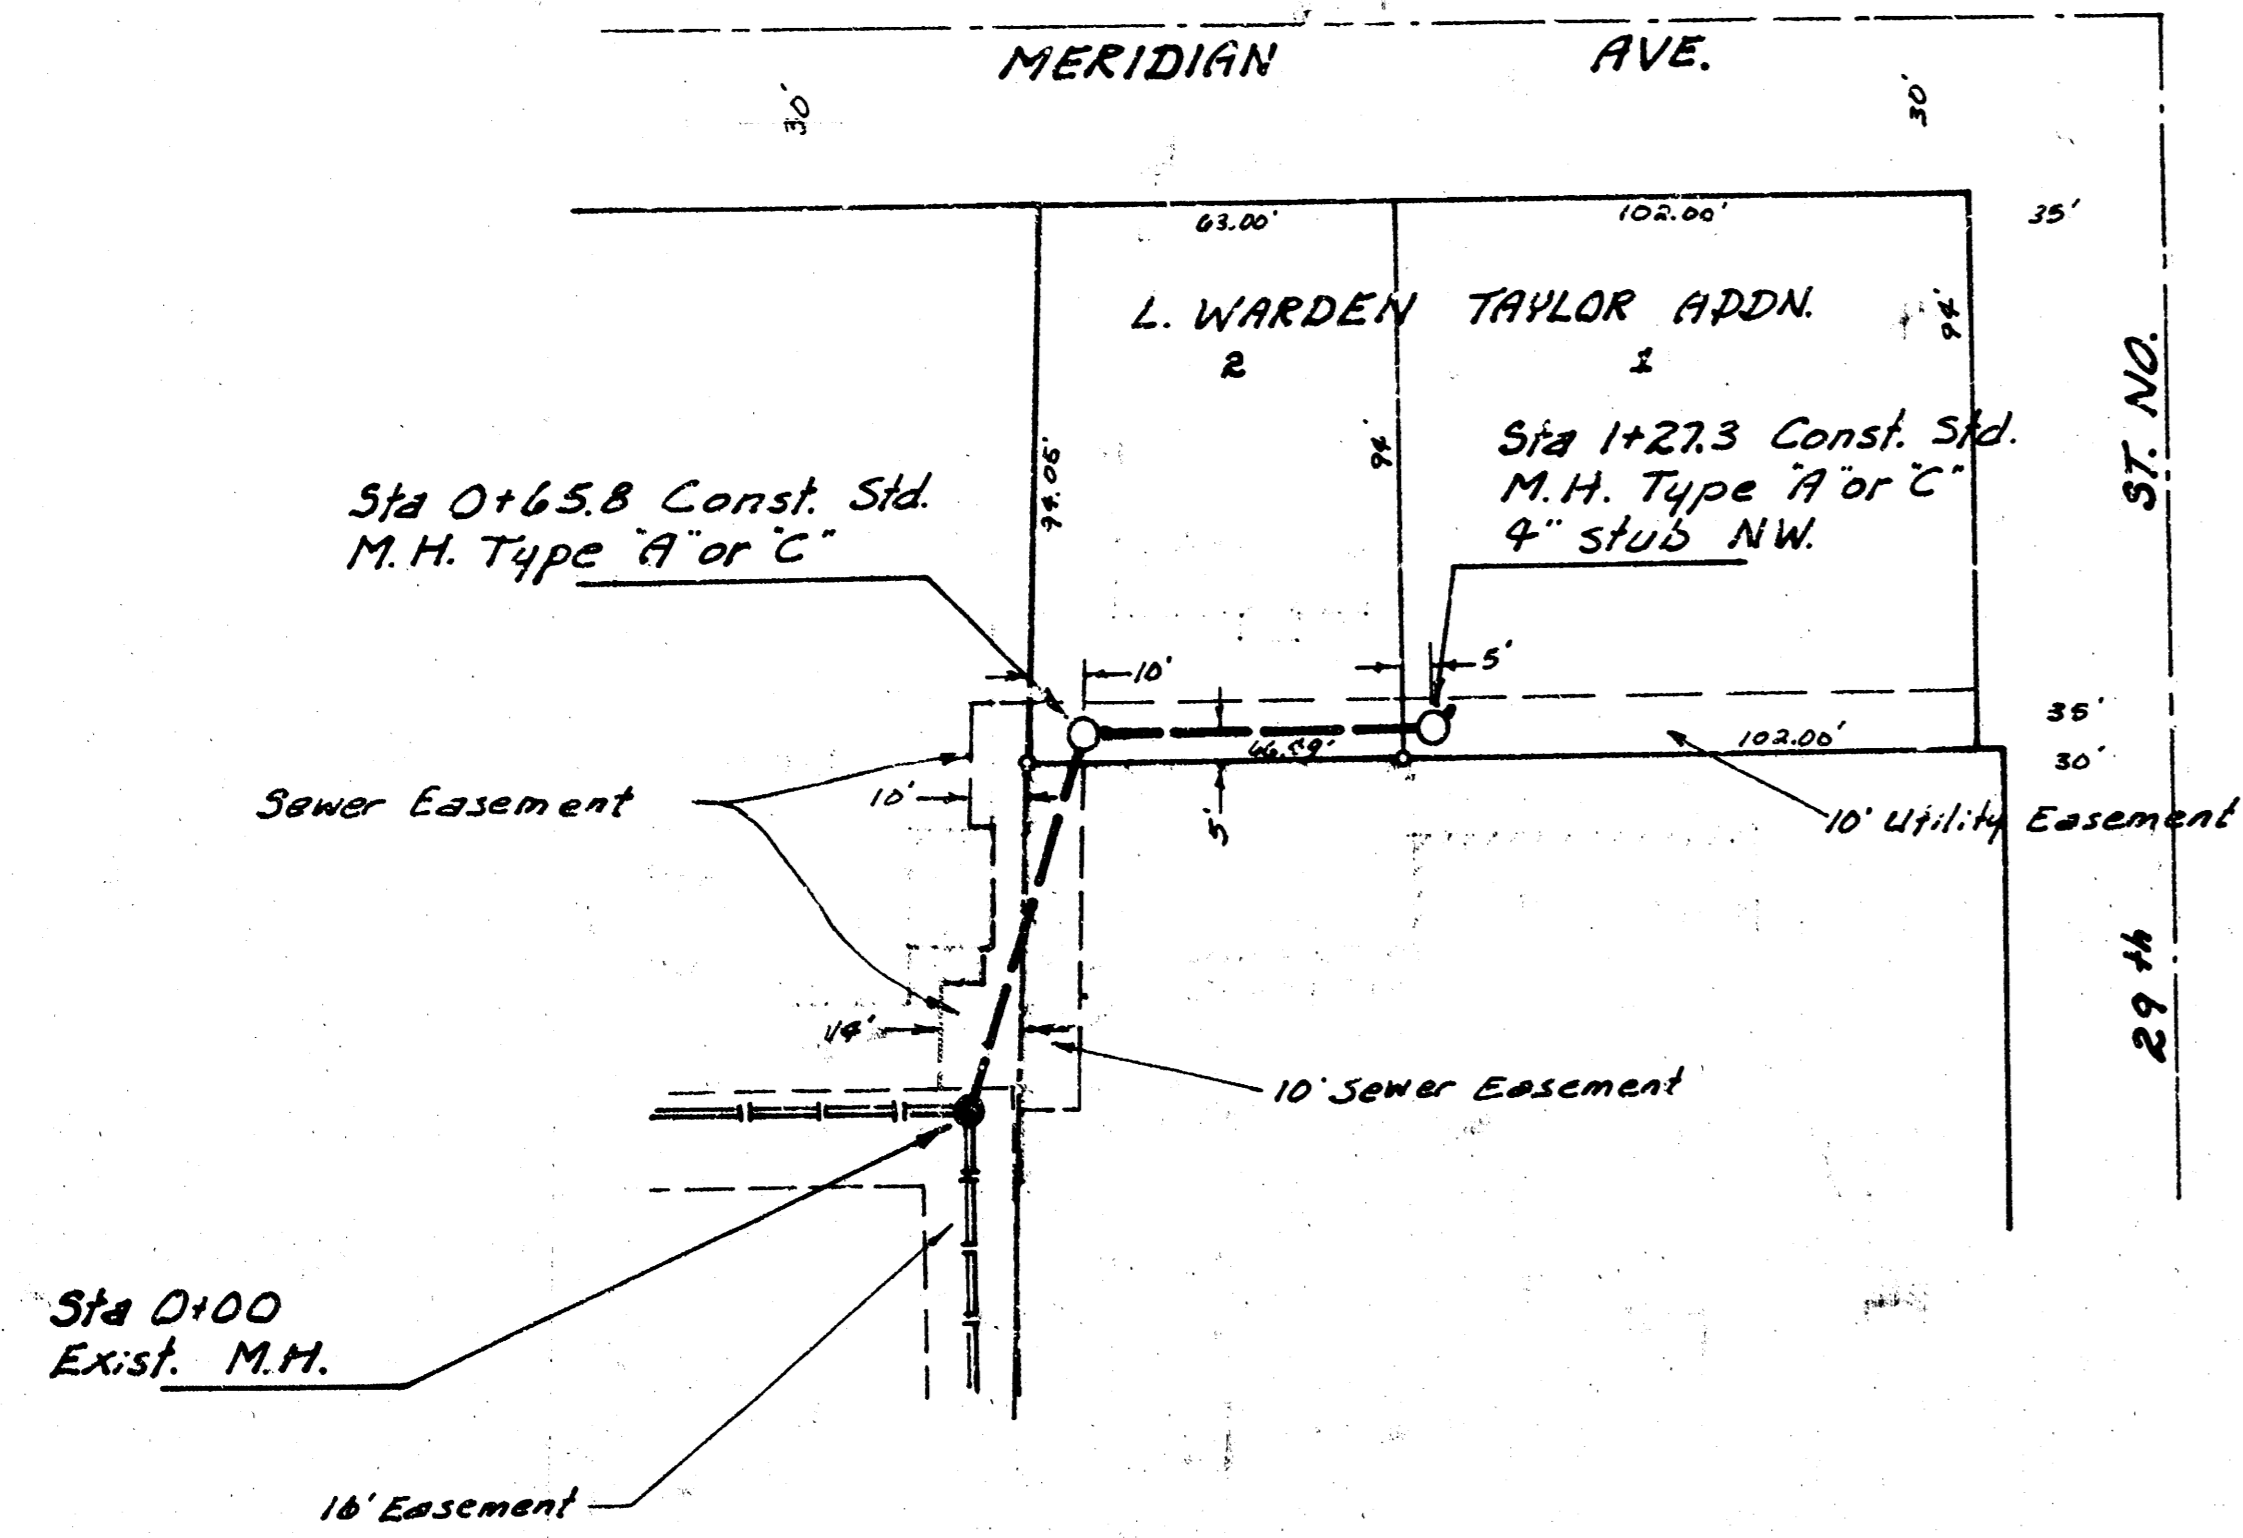 MERIDIAN AVE.
30'
30'
63.00'
102.00'
35'
L. WARDEN TAYLOR ADDN.
2
1
94'
ST. NO.
Sta 1+27.3 Const. Std.
M.H. Type "A" or "C"
4" stub NW.
94'
94.05'
Sta 0+65.8 Const. Std.
M.H. Type "A" or "C"
10'
5'
35'
102.00'
30'
Sewer Easement
10'
5'
10' Utility Easement
29th
14'
10' Sewer Easement
Sta 0+00
Exist. M.H.
16' Easement